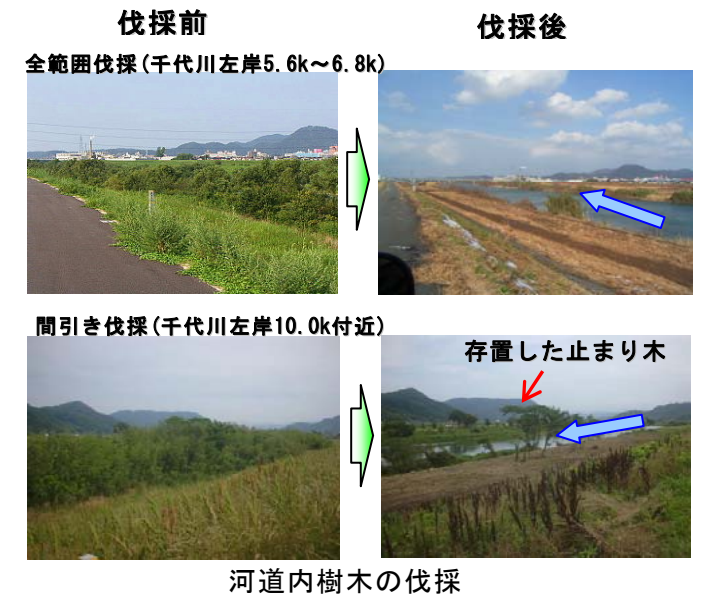 伐採前
伐採後
全範囲伐採(千代川左岸5.6k～6.8k)
間引き伐採(千代川左岸10.0k付近)
存置した止まり木
河道内樹木の伐採